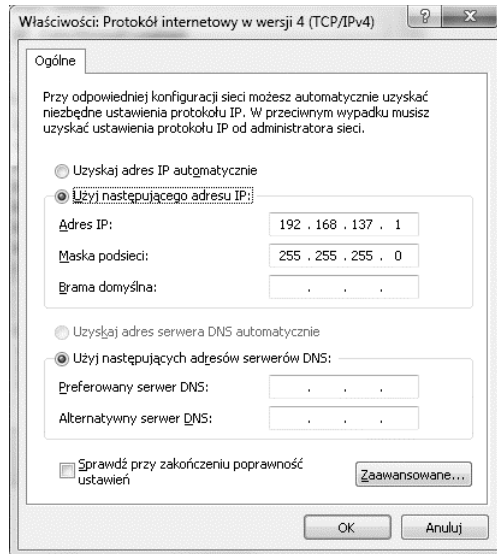 Właściwości: Protokół internetowy w wersji 4 (TCP/IPv4)
Ogólne
Przy odpowiedniej konfiguracji sieci możesz automatycznie uzyskać
niezbędne ustawienia protokołu IP. W przeciwnym wypadku musisz
uzyskać ustawienia protokołu IP od administratora sieci.
Uzyskaj adres IP automatycznie
Użyj następującego adresu IP:
Adres IP: 192 . 168 . 137 . 1
Maska podsieci: 255 . 255 . 255 . 0
Brama domyślna: . . .
Uzyskaj adres serwera DNS automatycznie
Użyj następujących adresów serwerów DNS:
Preferowany serwer DNS: . . .
Alternatywny serwer DNS: . . .
Sprawdź przy zakończeniu poprawność
ustawień
Zaawansowane...
OK Anuluj